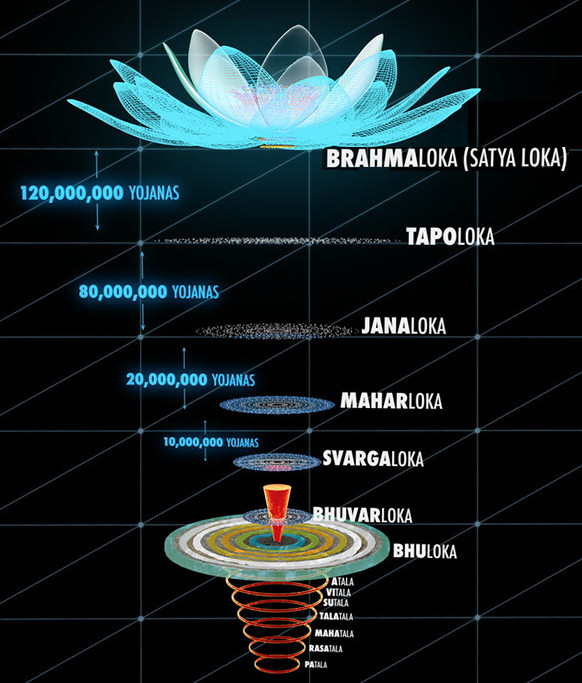 BRAHMALOKA (SATYA LOKA)
120,000,000 YOJANAS
TAPOLOKA
80,000,000 YOJANAS
JANALOKA
20,000,000 YOJANAS
MAHARLOKA
10,000,000 YOJANAS
SVARGALOKA
BHUVARLOKA
BHULOKA
ATALA
VITALA
SUTALA
TALATALA
MAHATALA
RASATALA
PATALA